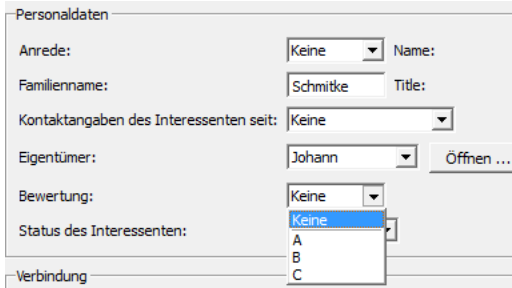 Personaldaten
Anrede: Keine Name:
Familienname: Schmitke Title:
Kontaktangaben des Interessenten seit: Keine
Eigentümer: Johann Öffnen ...
Bewertung: Keine
Keine
Status des Interessenten:
A
B
C
Verbindung